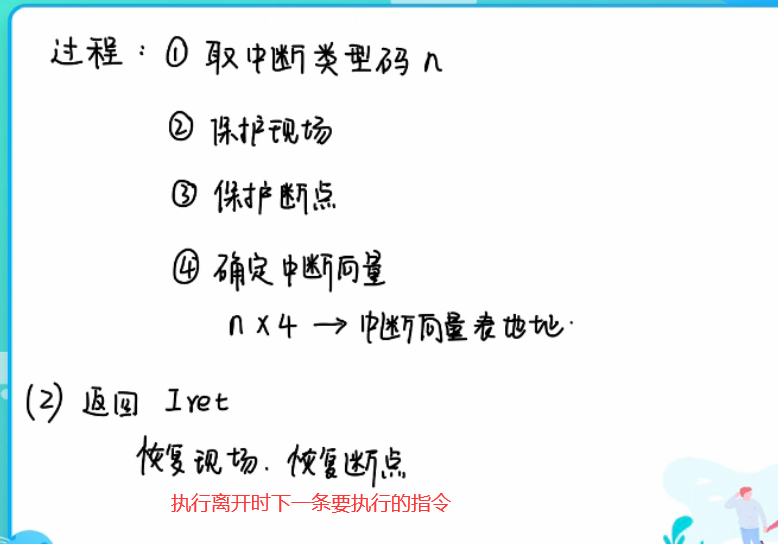 过程：① 取中断类型码 n
② 保护现场
③ 保护断点
④ 确定中断向量
n×4 → 中断向量表地址.
(2) 返回 Iret
恢复现场. 恢复断点
执行离开时下一条要执行的指令